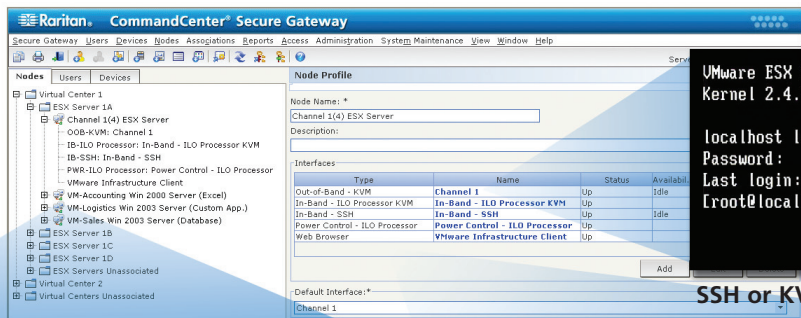 Raritan. CommandCenter® Secure Gateway
Secure Gateway Users Devices Nodes Associations Reports Access Administration System Maintenance View Window Help
Nodes Users Devices
Virtual Center 1
ESX Server 1A
Channel 1(4) ESX Server
OOB-KVM: Channel 1
IB-ILO Processor: In-Band - ILO Processor KVM
IB-SSH: In-Band - SSH
PWR-ILO Processor: Power Control - ILO Processor
VMware Infrastructure Client
VM-Accounting Win 2000 Server (Excel)
VM-Logistics Win 2003 Server (Custom App.)
VM-Sales Win 2003 Server (Database)
ESX Server 1B
ESX Server 1C
ESX Server 1D
ESX Servers Unassociated
Virtual Center 2
Virtual Centers Unassociated
Serve
Node Profile
Node Name: *
Channel 1(4) ESX Server
Description:
Interfaces
Type Name Status Availabil.
Out-of-Band - KVM Channel 1 Up Idle
In-Band - ILO Processor KVM In-Band - ILO Processor KVM Up
In-Band - SSH In-Band - SSH Up Idle
Power Control - ILO Processor Power Control - ILO Processor Up
Web Browser VMware Infrastructure Client Up
Add
Default Interface:*
Channel 1
VMware ESX
Kernel 2.4.
localhost l
Password:
Last login:
[root@local
SSH or KV